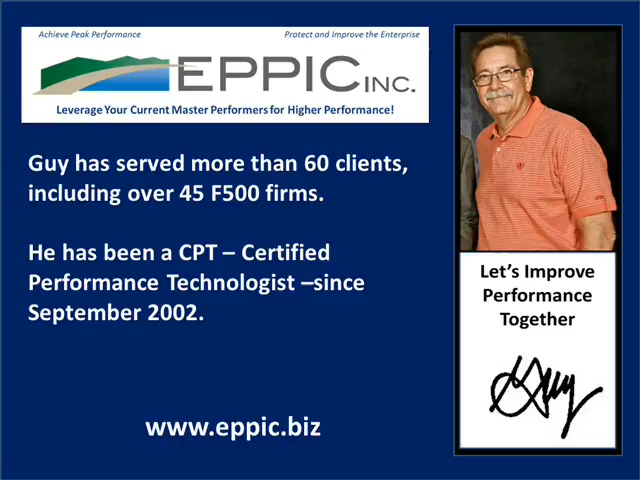 Achieve Peak Performance
Protect and Improve the Enterprise
EPPIC INC.
Leverage Your Current Master Performers for Higher Performance!
Guy has served more than 60 clients,
including over 45 F500 firms.
He has been a CPT – Certified
Performance Technologist –since
September 2002.
www.eppic.biz
Let's Improve
Performance
Together
Guy